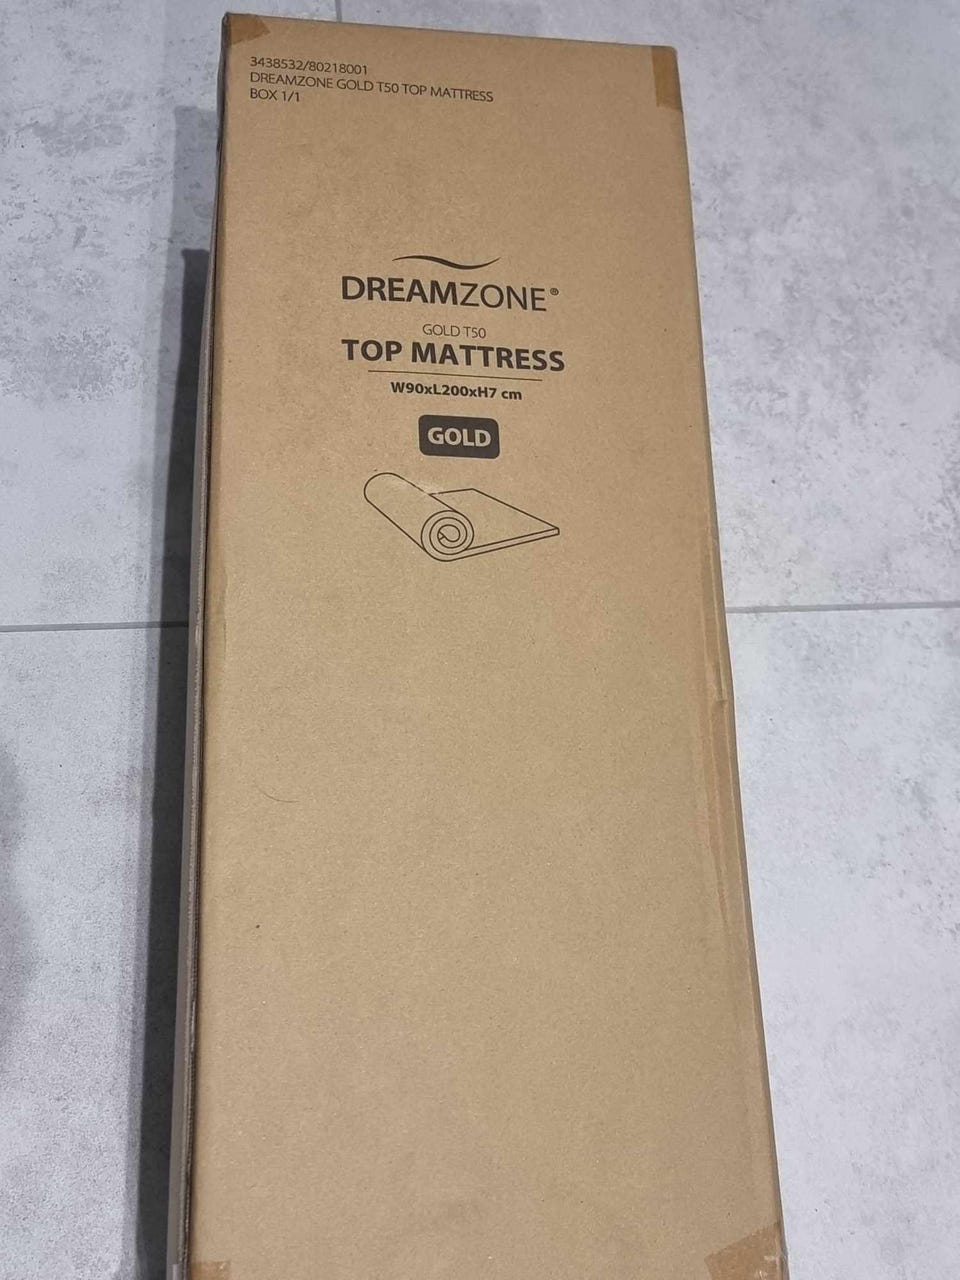 3438532/80218001
DREAMZONE GOLD T50 TOP MATTRESS
BOX 1/1
DREAMZONE®
GOLD T50
TOP MATTRESS
W90xL200xH7 cm
GOLD